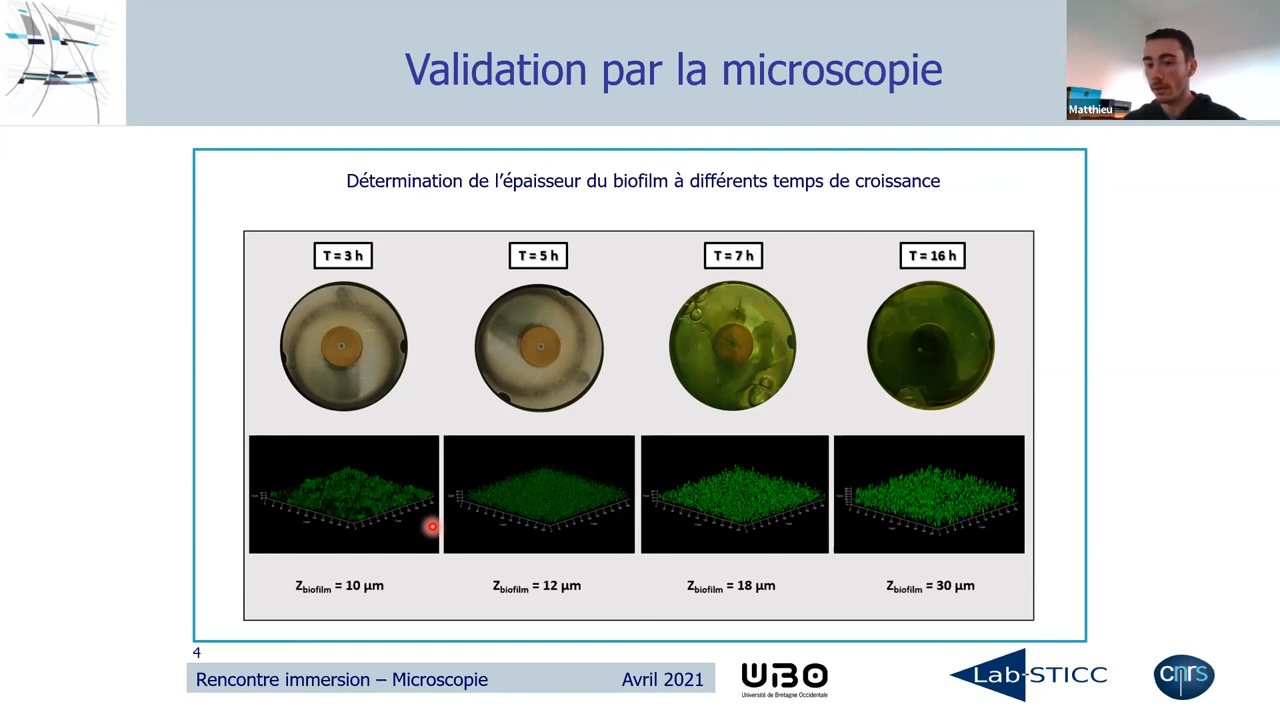 Validation par la microscopie
Matthieu
Détermination de l'épaisseur du biofilm à différents temps de croissance
T = 3 h
T = 5 h
T = 7 h
T = 16 h
Zbiofilm = 10 µm
Zbiofilm = 12 µm
Zbiofilm = 18 µm
Zbiofilm = 30 µm
4
Rencontre immersion – Microscopie
Avril 2021
UBO
Université de Bretagne Occidentale
Lab-STICC
cnrs